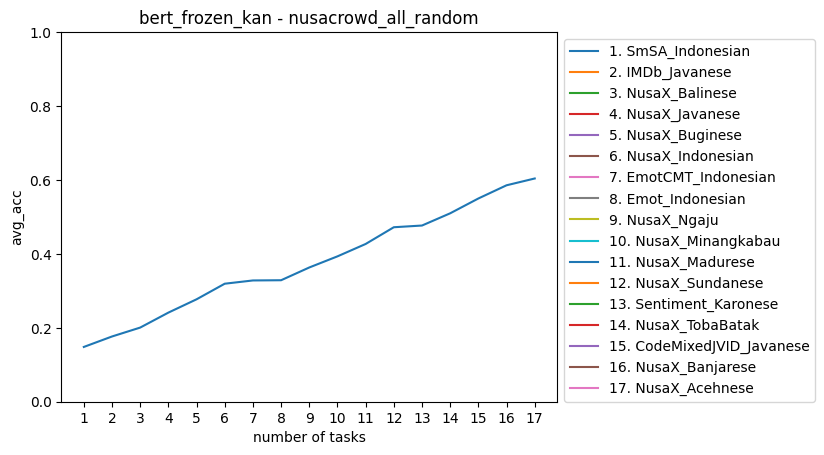 bert_frozen_kan - nusacrowd_all_random
1.0
0.8
0.6
0.4
0.2
0.0
avg_acc
1 2 3 4 5 6 7 8 9 10 11 12 13 14 15 16 17
number of tasks
1. SmSA_Indonesian
2. IMDb_Javanese
3. NusaX_Balinese
4. NusaX_Javanese
5. NusaX_Buginese
6. NusaX_Indonesian
7. EmotCMT_Indonesian
8. Emot_Indonesian
9. NusaX_Ngaju
10. NusaX_Minangkabau
11. NusaX_Madurese
12. NusaX_Sundanese
13. Sentiment_Karonese
14. NusaX_TobaBatak
15. CodeMixedJVID_Javanese
16. NusaX_Banjarese
17. NusaX_Acehnese